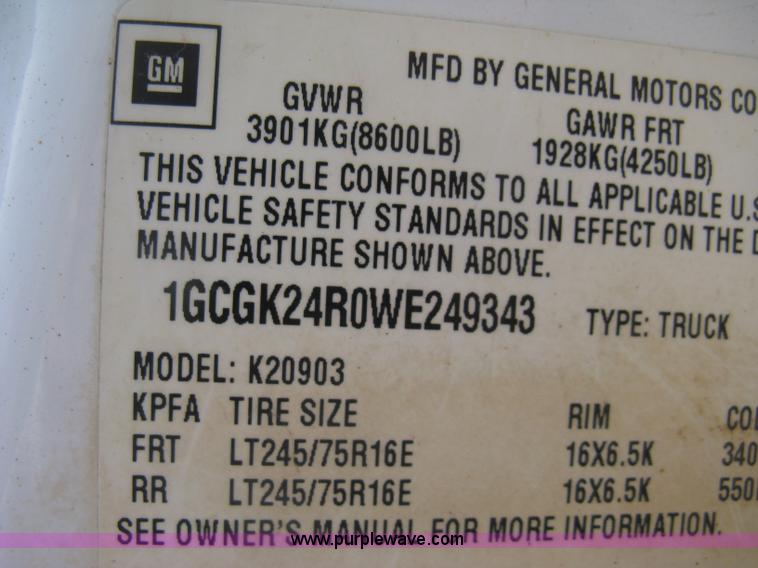 GM
MFD BY GENERAL MOTORS CO
GVWR
GAWR FRT
3901KG(8600LB)
1928KG(4250LB)
THIS VEHICLE CONFORMS TO ALL APPLICABLE U.S
VEHICLE SAFETY STANDARDS IN EFFECT ON THE D
MANUFACTURE SHOWN ABOVE.
1GCGK24R0WE249343 TYPE: TRUCK
MODEL: K20903
KPFA TIRE SIZE RIM COL
FRT LT245/75R16E 16X6.5K 340
RR LT245/75R16E 16X6.5K 550
SEE OWNER'S MANUAL FOR MORE INFORMATION.
www.purplewave.com